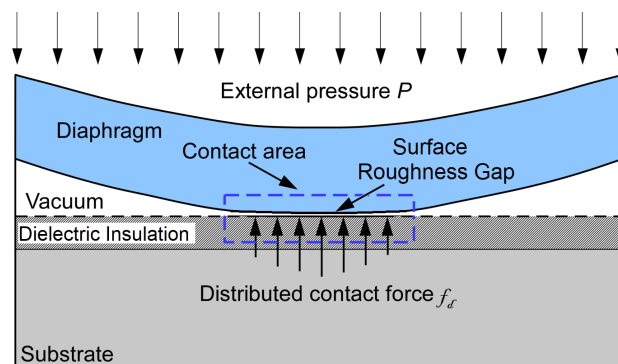 External pressure P
Diaphragm
Contact area
Surface
Roughness Gap
Vacuum
Dielectric Insulation
Distributed contact force f_d
Substrate